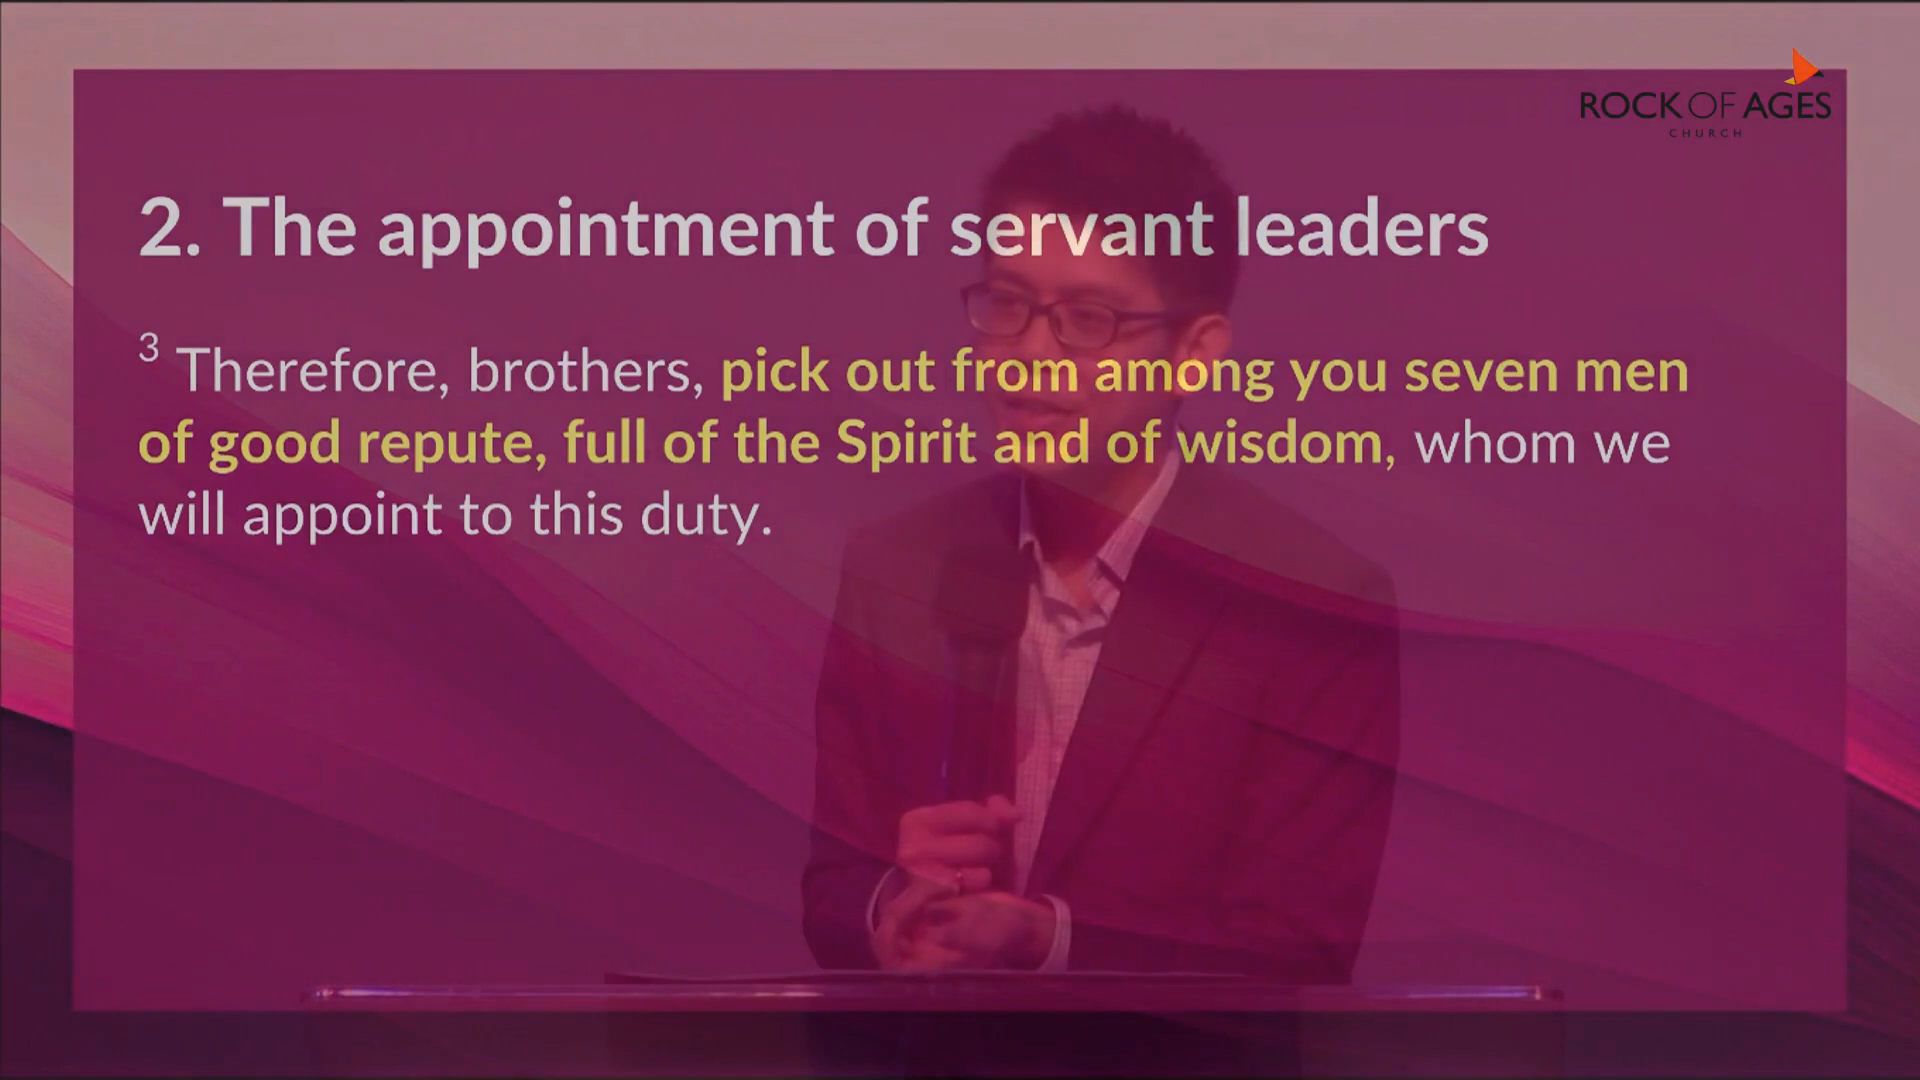 ROCK OF AGES
CHURCH
2. The appointment of servant leaders
3 Therefore, brothers, pick out from among you seven men
of good repute, full of the Spirit and of wisdom, whom we
will appoint to this duty.